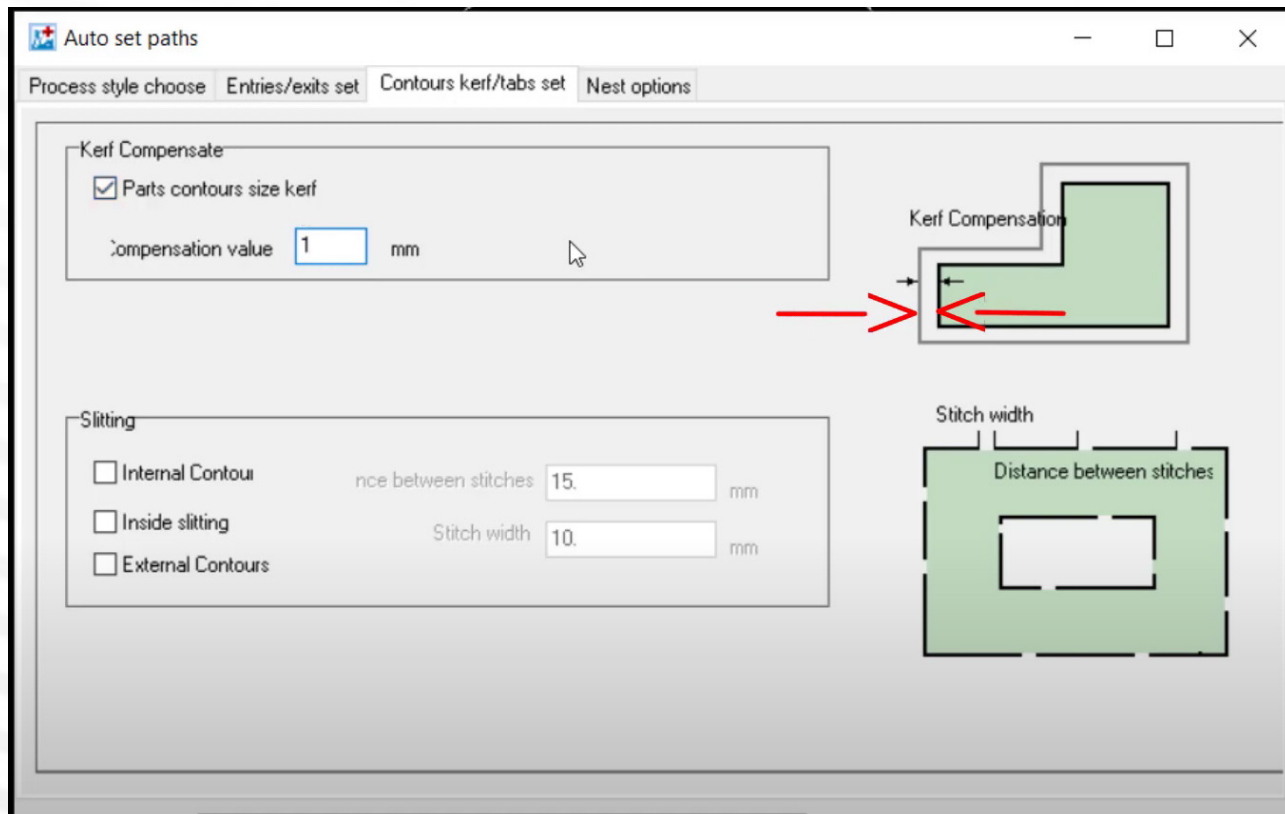 Auto set paths
Process style choose Entries/exits set Contours kerf/tabs set Nest options
Kerf Compensate
Parts contours size kerf
ompensation value 1 mm
Kerf Compensation
Slitting
Internal Contour
nce between stitches 15. mm
Inside slitting
Stitch width 10. mm
External Contours
Stitch width
Distance between stitches